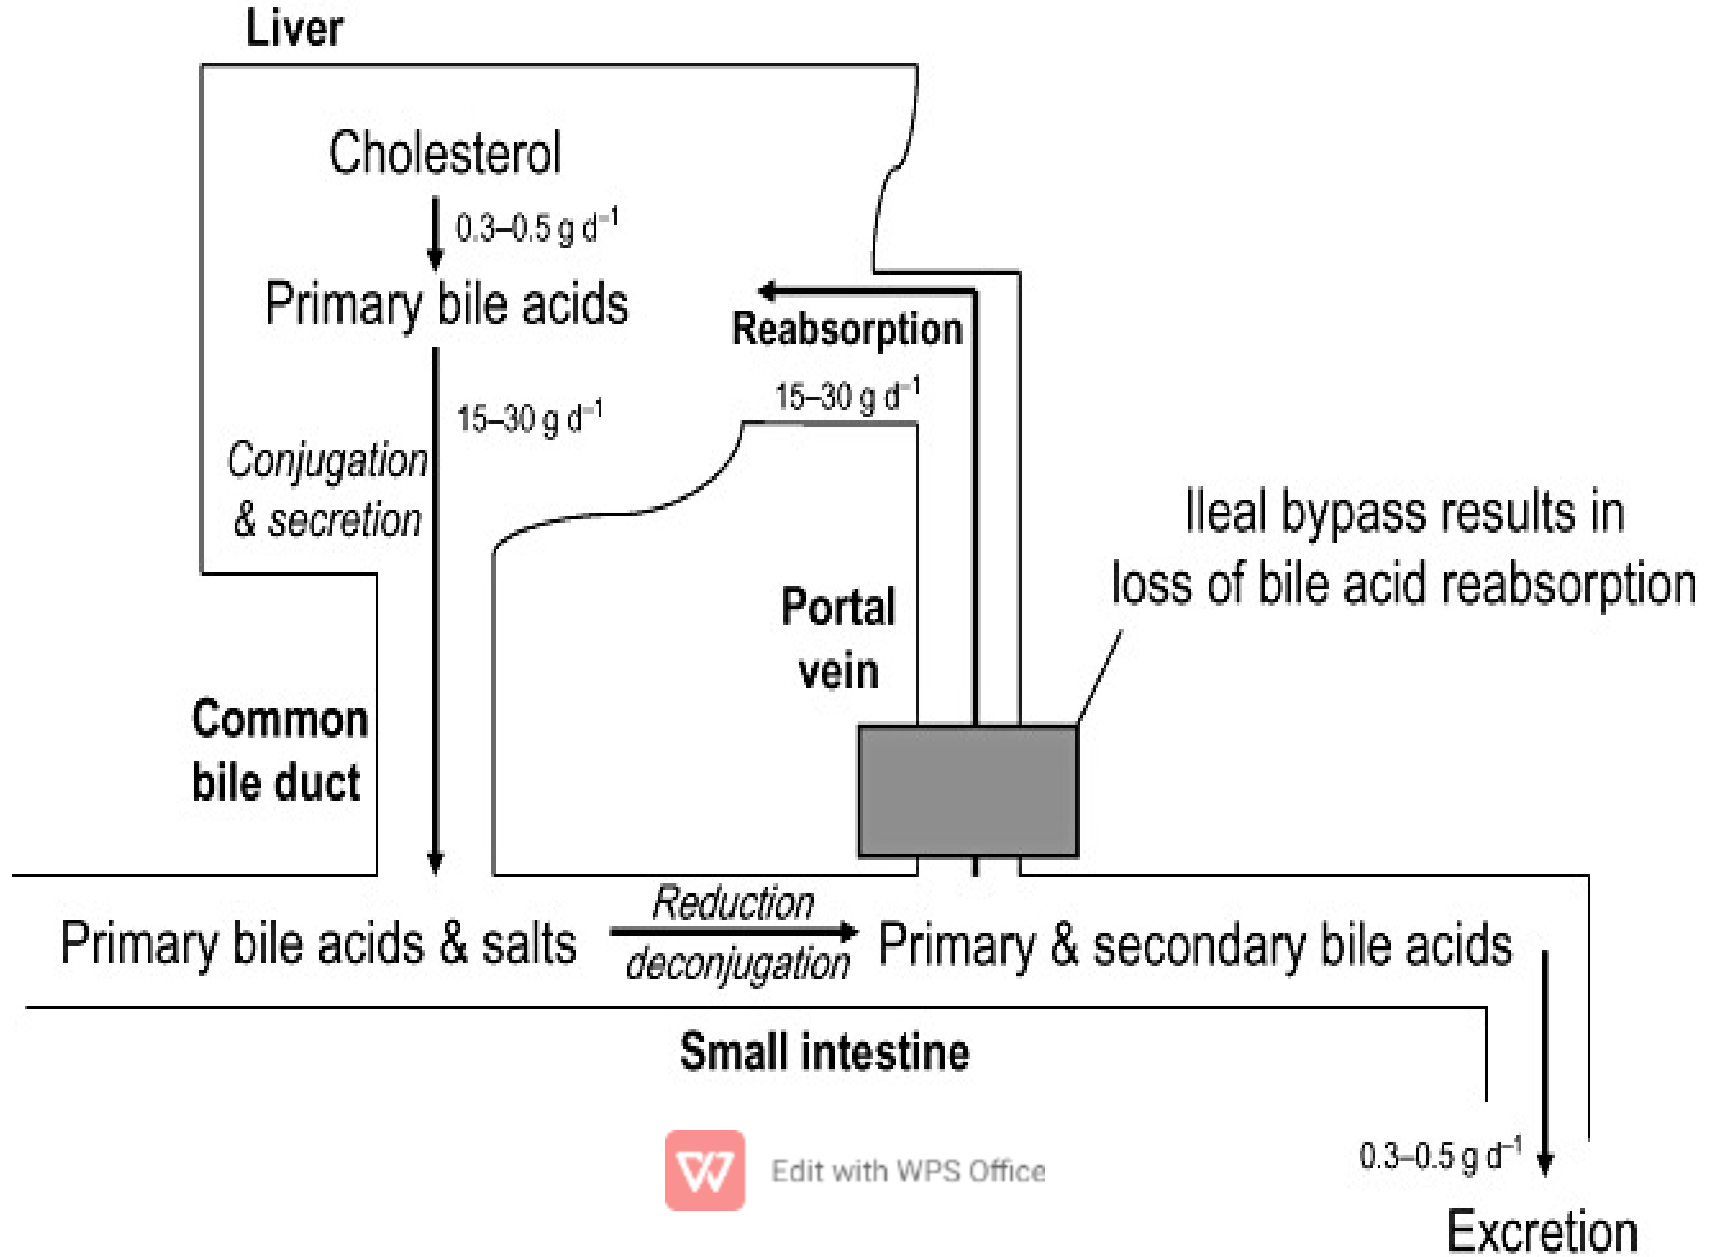 Liver
Cholesterol
0.3–0.5 g d⁻¹
Primary bile acids
Reabsorption
15–30 g d⁻¹
15–30 g d⁻¹
Conjugation
& secretion
Ileal bypass results in
loss of bile acid reabsorption
Portal
vein
Common
bile duct
Reduction
Primary bile acids & salts
deconjugation
Primary & secondary bile acids
Small intestine
0.3–0.5 g d⁻¹
Edit with WPS Office
Excretion